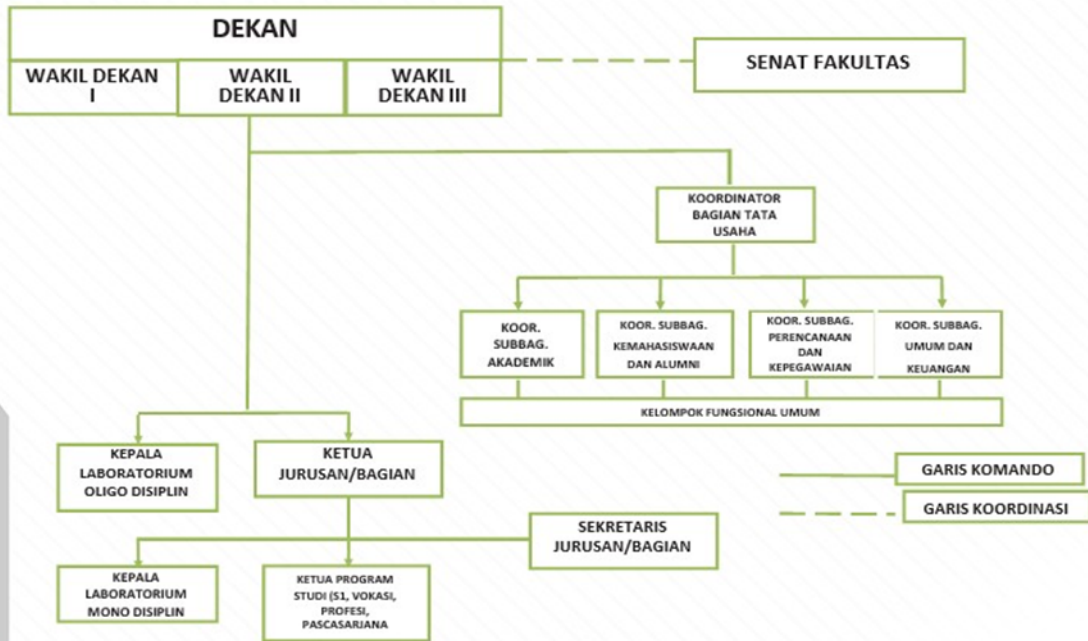 DEKAN
WAKIL DEKAN
I
WAKIL
DEKAN II
WAKIL
DEKAN III
SENAT FAKULTAS
KOORDINATOR
BAGIAN TATA
USAHA
KOOR.
SUBBAG.
AKADEMIK
KOOR. SUBBAG.
KEMAHASISWAAN
DAN ALUMNI
KOOR. SUBBAG.
PERENCANAAN
DAN
KEPEGAWAIAN
KOOR. SUBBAG.
UMUM DAN
KEUANGAN
KELOMPOK FUNGSIONAL UMUM
KEPALA
LABORATORIUM
OLIGO DISIPLIN
KETUA
JURUSAN/BAGIAN
GARIS KOMANDO
GARIS KOORDINASI
SEKRETARIS
JURUSAN/BAGIAN
KEPALA
LABORATORIUM
MONO DISIPLIN
KETUA PROGRAM
STUDI (S1, VOKASI,
PROFESI,
PASCASARJANA